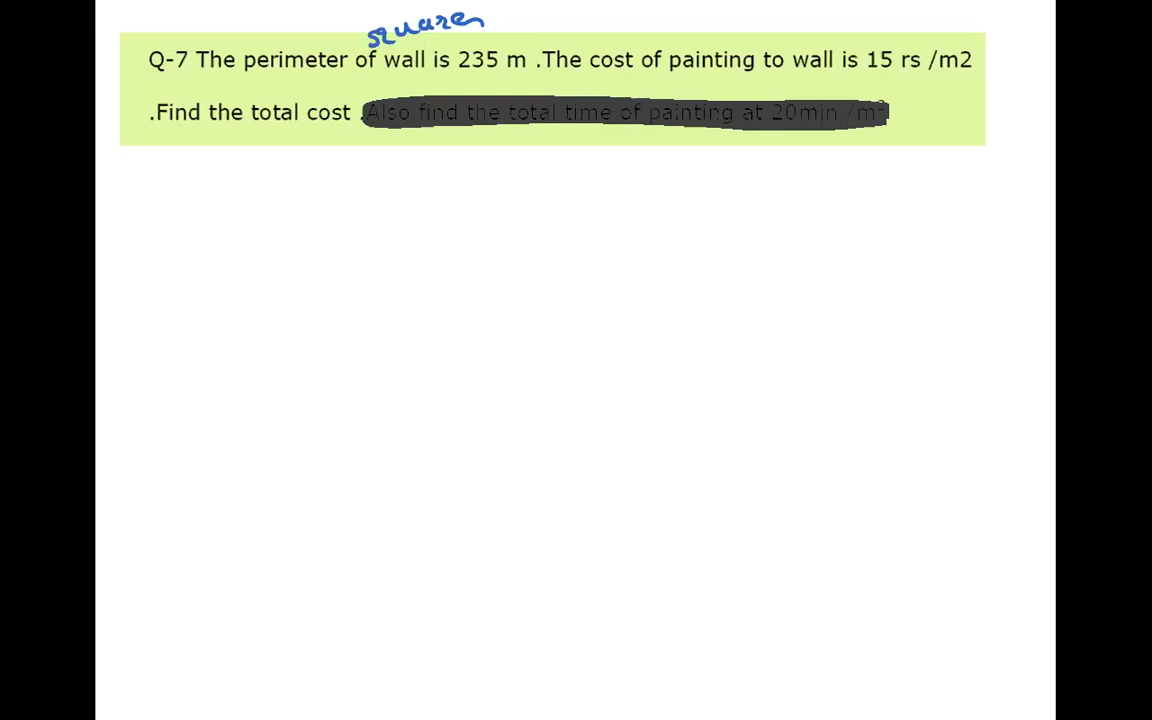 square
Q-7 The perimeter of wall is 235 m .The cost of painting to wall is 15 rs /m2
.Find the total cost .Also find the total time of painting at 20min /m²